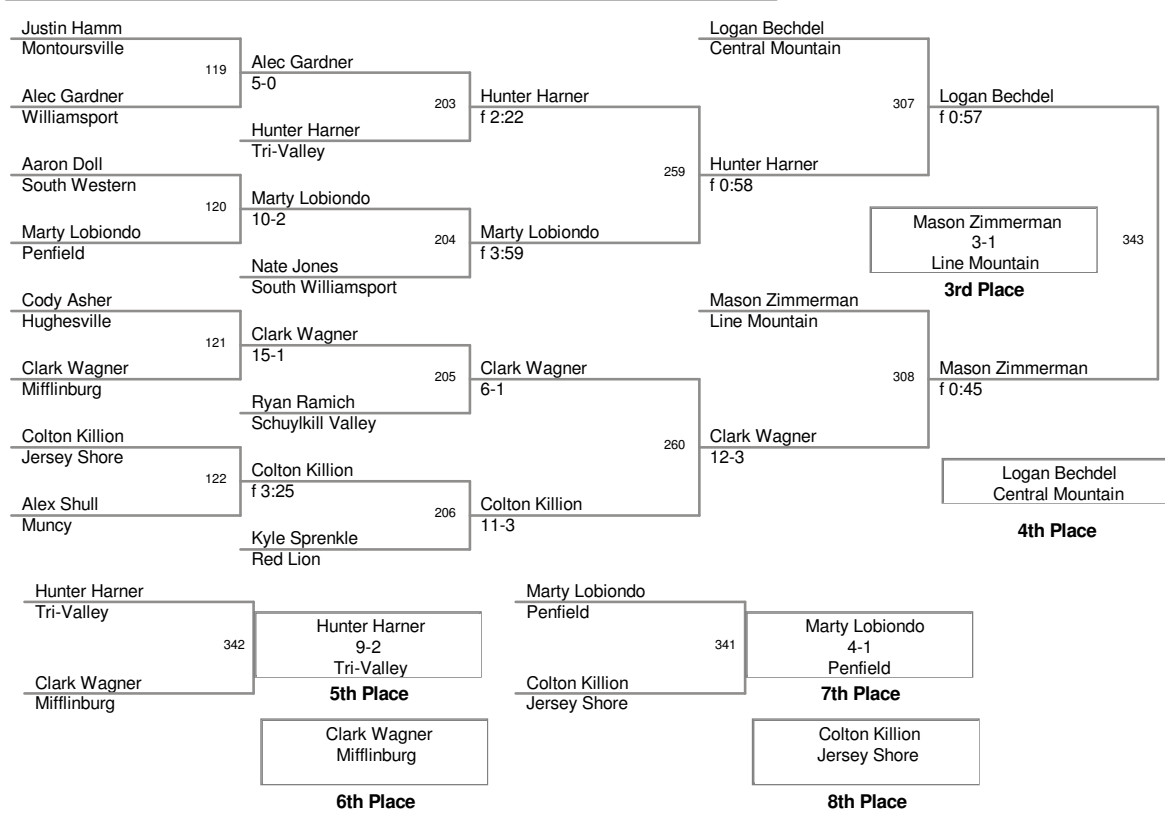 Justin Hamm
Montoursville
119
Alec Gardner
Williamsport
Alec Gardner
5-0
203
Hunter Harner
Tri-Valley
Hunter Harner
f 2:22
Aaron Doll
South Western
120
Marty Lobiondo
Penfield
Marty Lobiondo
10-2
204
Nate Jones
South Williamsport
Marty Lobiondo
f 3:59
259
Hunter Harner
f 0:58
Cody Asher
Hughesville
121
Clark Wagner
Mifflinburg
Clark Wagner
15-1
205
Ryan Ramich
Schuylkill Valley
Clark Wagner
6-1
Colton Killion
Jersey Shore
122
Alex Shull
Muncy
Colton Killion
f 3:25
206
Kyle Sprenkle
Red Lion
Colton Killion
11-3
260
Clark Wagner
12-3
Logan Bechdel
Central Mountain
307
Logan Bechdel
f 0:57
Mason Zimmerman
3-1
Line Mountain
3rd Place
343
Mason Zimmerman
Line Mountain
308
Mason Zimmerman
f 0:45
Logan Bechdel
Central Mountain
4th Place
Hunter Harner
Tri-Valley
342
Clark Wagner
Mifflinburg
Hunter Harner
9-2
Tri-Valley
5th Place
Clark Wagner
Mifflinburg
6th Place
Marty Lobiondo
Penfield
341
Colton Killion
Jersey Shore
Marty Lobiondo
4-1
Penfield
7th Place
Colton Killion
Jersey Shore
8th Place